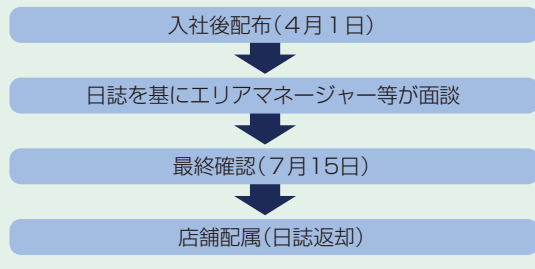 入社後配布(4月1日)
日誌を基にエリアマネージャー等が面談
最終確認(7月15日)
店舗配属(日誌返却)